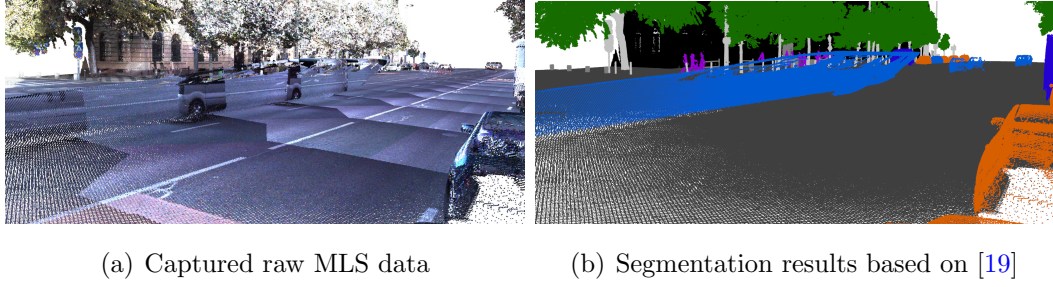 (a) Captured raw MLS data
(b) Segmentation results based on [19]